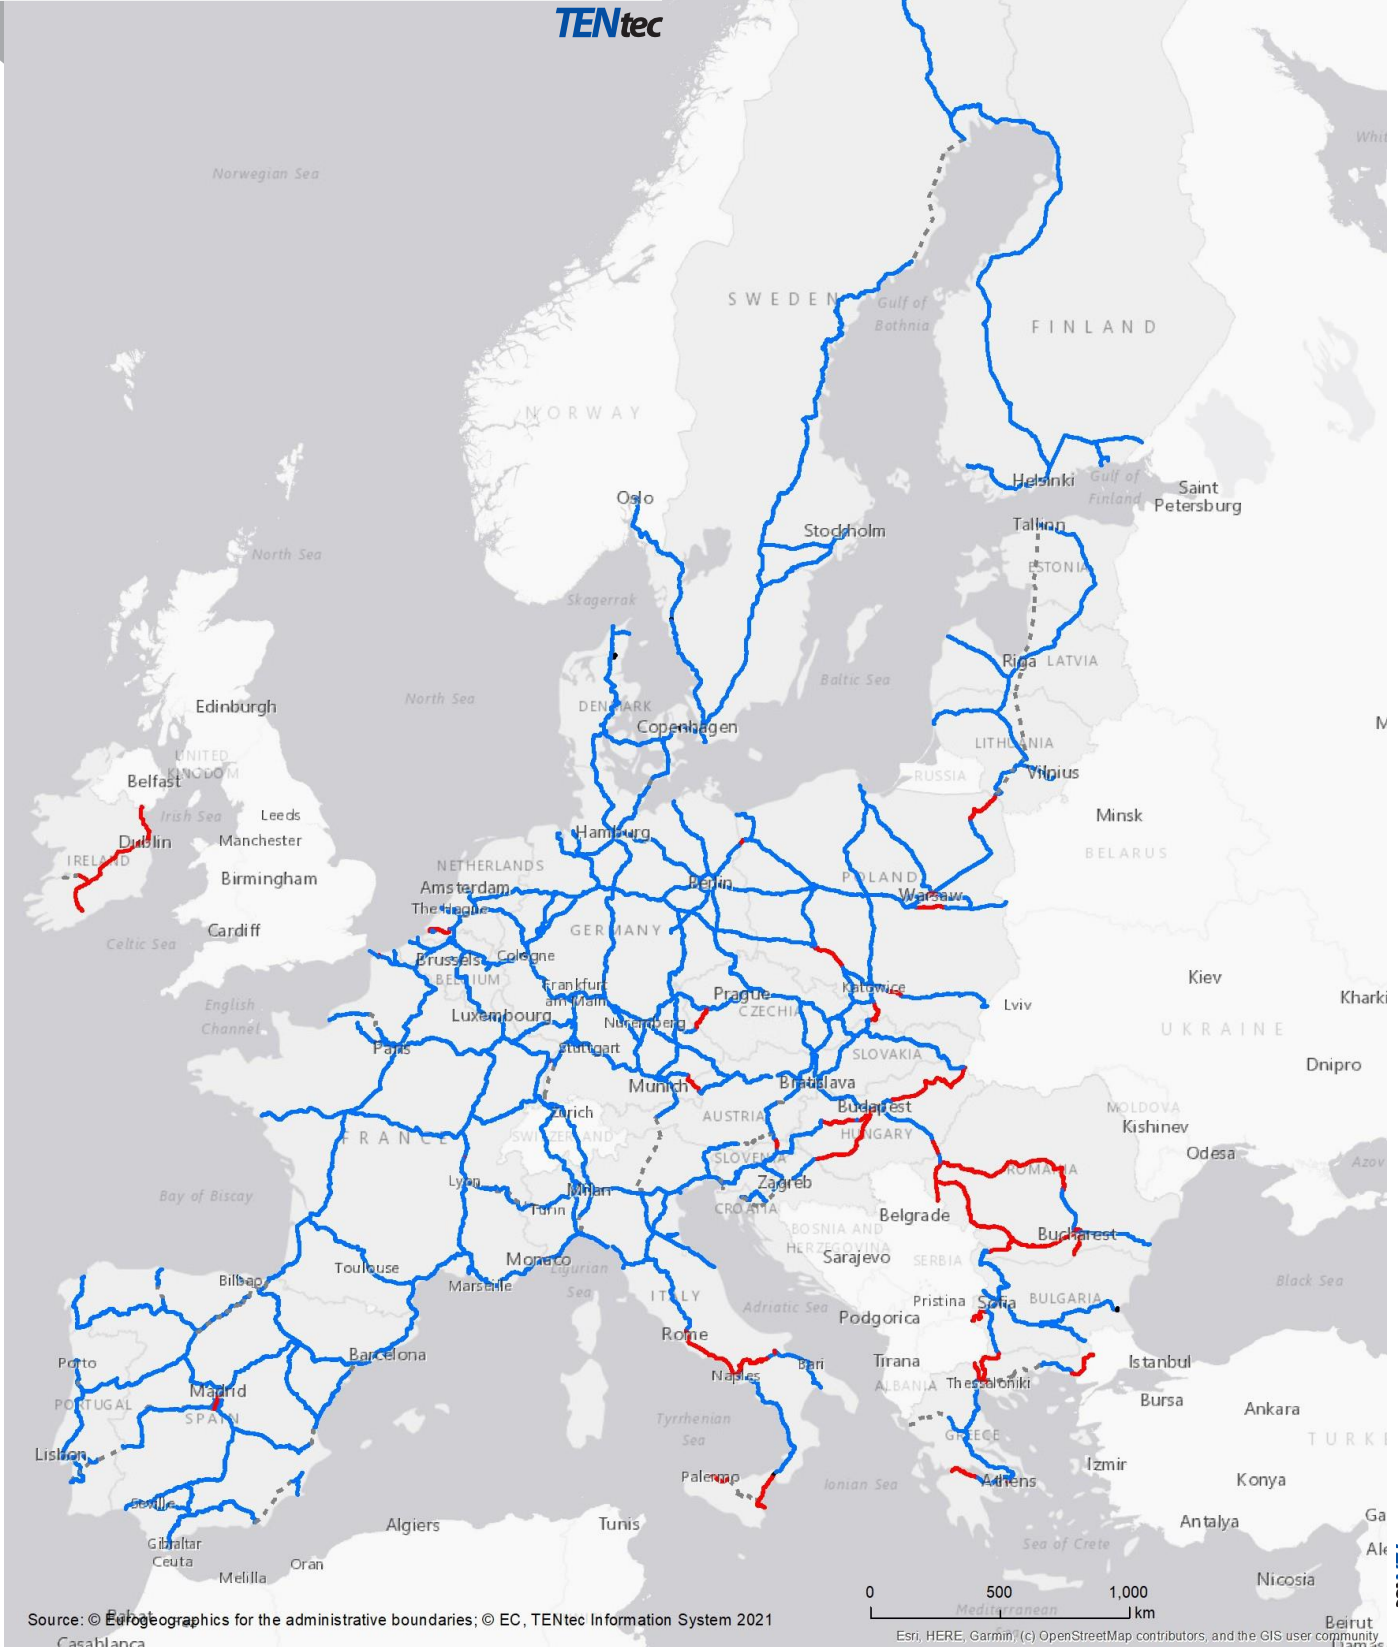 TENtec
Norwegian Sea
SWEDEN
Gulf of
Bothnia
FINLAND
NORWAY
Helsinki
Gulf of
Finland
Saint
Petersburg
Oslo
Stockholm
Tallinn
North Sea
ESTONIA
Skagerrak
Riga
LATVIA
Baltic Sea
North Sea
Edinburgh
DENMARK
Copenhagen
LITHUANIA
UNITED
KINGDOM
Belfast
RUSSIA
Vilnius
Irish Sea
Leeds
Minsk
Dublin
Manchester
Hamburg
BELARUS
IRELAND
NETHERLANDS
Birmingham
Amsterdam
Berlin
POLAND
Warsaw
The Hague
Cardiff
GERMANY
Celtic Sea
Brussels
Cologne
BELGIUM
Kiev
Frankfurt
am Main
Prague
Katowice
Kharki
English
Channel
Lviv
Luxembourg
Nuremberg
CZECHIA
UKRAINE
Paris
Stuttgart
SLOVAKIA
Dnipro
Munich
Bratislava
Zürich
AUSTRIA
Budapest
MOLDOVA
Kishinev
FRANCE
SWITZERLAND
HUNGARY
Odesa
SLOVENIA
Azov
ROMANIA
Lyon
Milan
Zagreb
Bay of Biscay
Turin
CROATIA
Belgrade
BOSNIA AND
HERZEGOVINA
Bucharest
Sarajevo
Monaco
SERBIA
Toulouse
Ligurian
Sea
Bilbao
Marseille
Black Sea
ITALY
Adriatic Sea
Pristina
Sofia
BULGARIA
Podgorica
Rome
Porto
Barcelona
Tirana
Istanbul
Bari
Naples
Madrid
ALBANIA
Thessaloniki
Bursa
PORTUGAL
SPAIN
Ankara
Tyrrhenian
Sea
GREECE
Lisbon
Izmir
Palermo
Ionian Sea
Athens
Konya
Seville
Algiers
Tunis
Antalya
Gibraltar
Ceuta
Sea of Crete
Oran
Melilla
Nicosia
0 500 1,000
km
Mediterranean
Rabat
Source: © Eurogeographics for the administrative boundaries; © EC, TENtec Information System 2021
Beirut
Casablanca
Esri, HERE, Garmin, (c) OpenStreetMap contributors, and the GIS user community